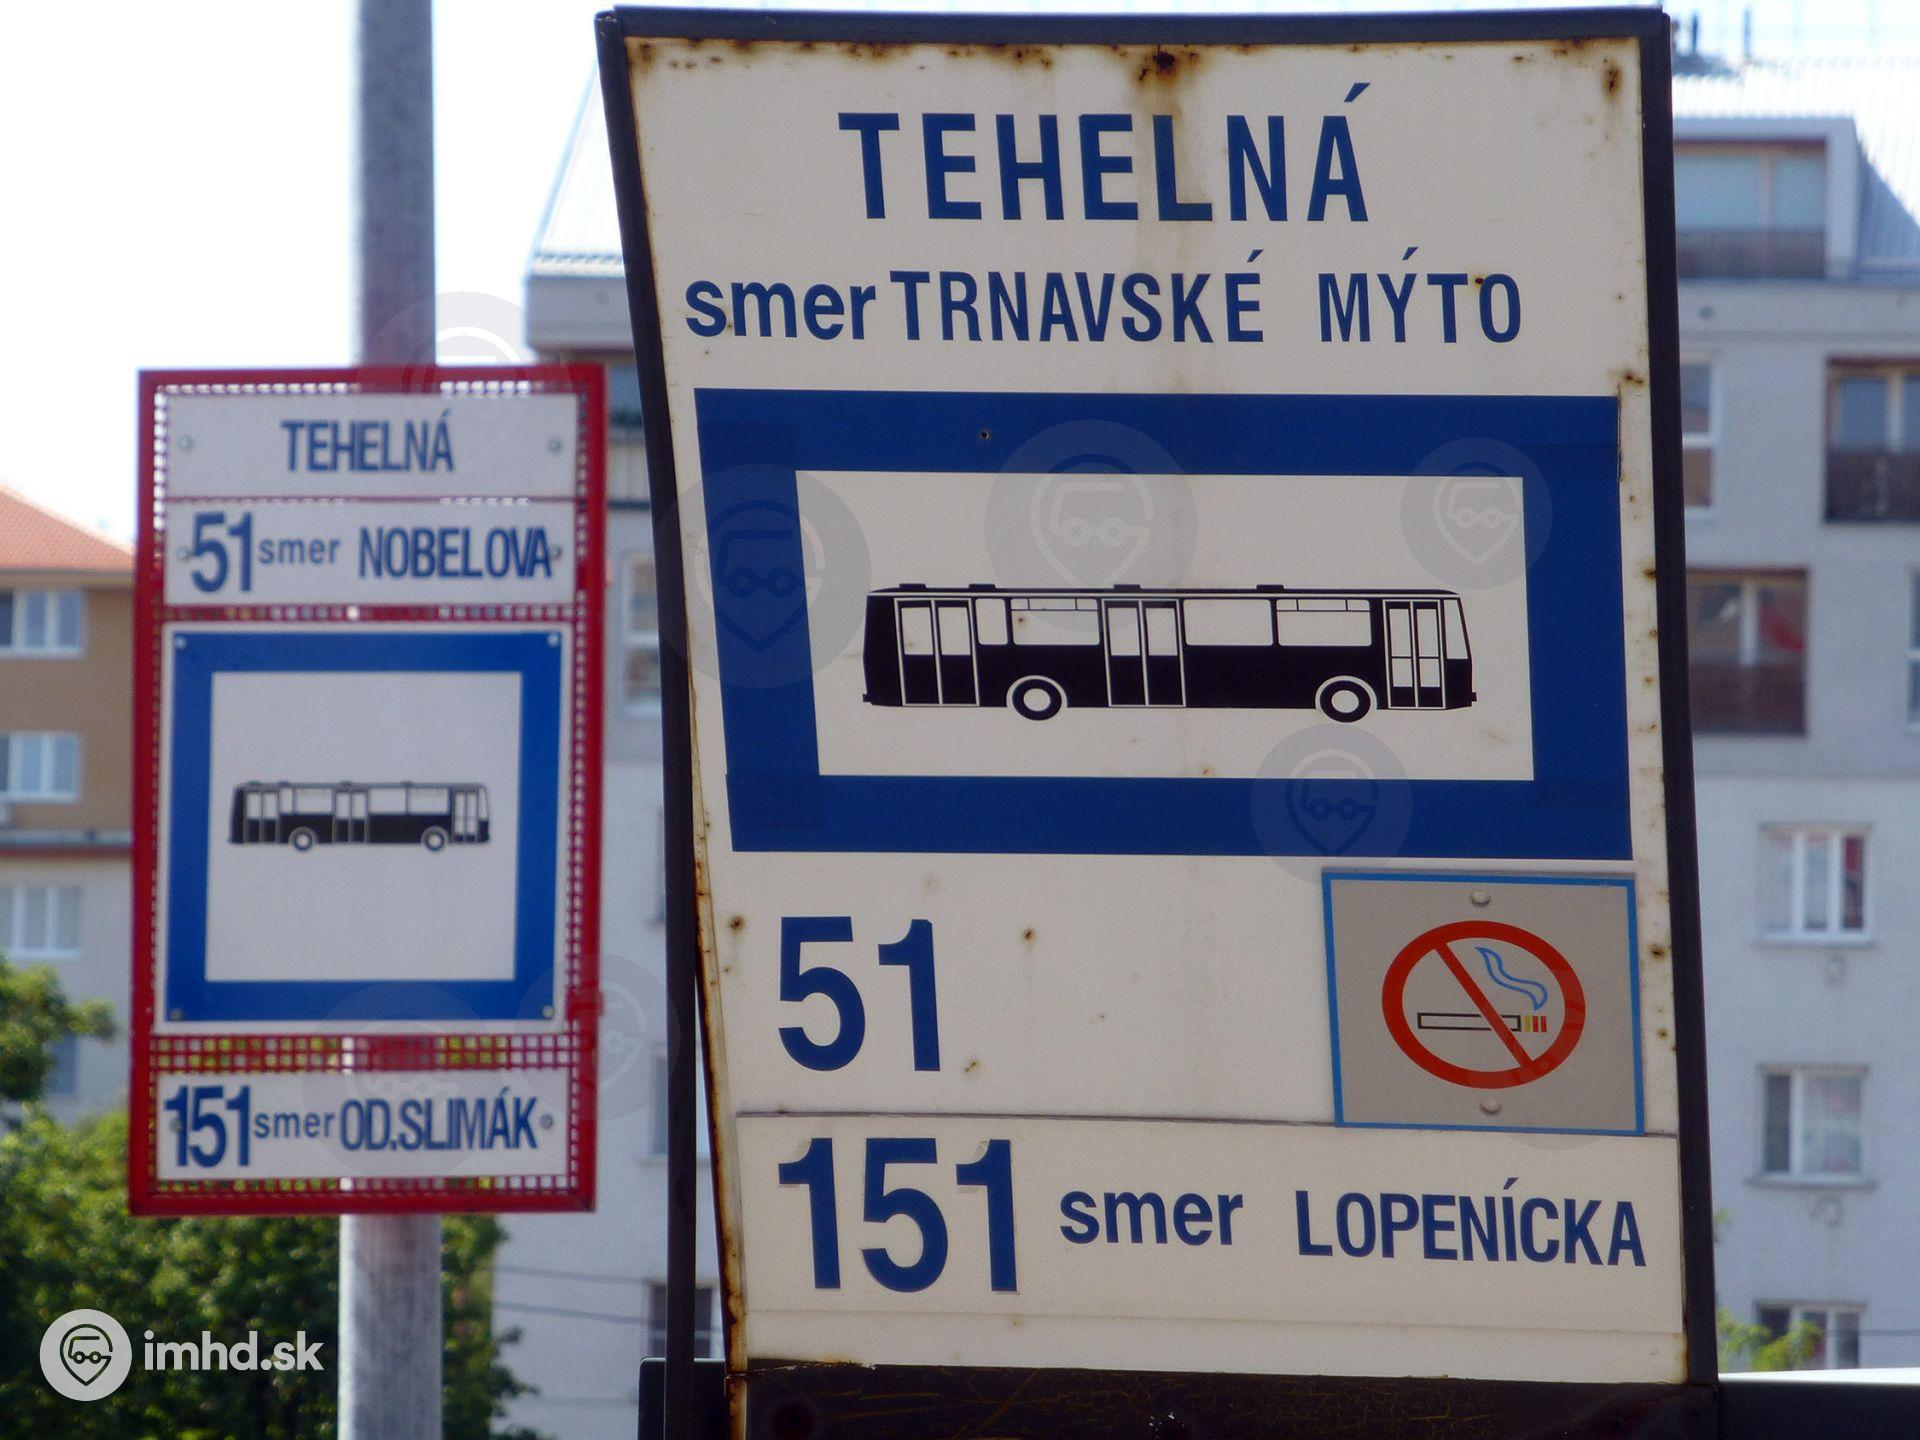 TEHELNÁ
51 smer NOBELOVA
151 smer OD.SLIMÁK
TEHELNÁ
smer TRNAVSKÉ MÝTO
51
151 smer LOPENÍCKA
imhd.sk